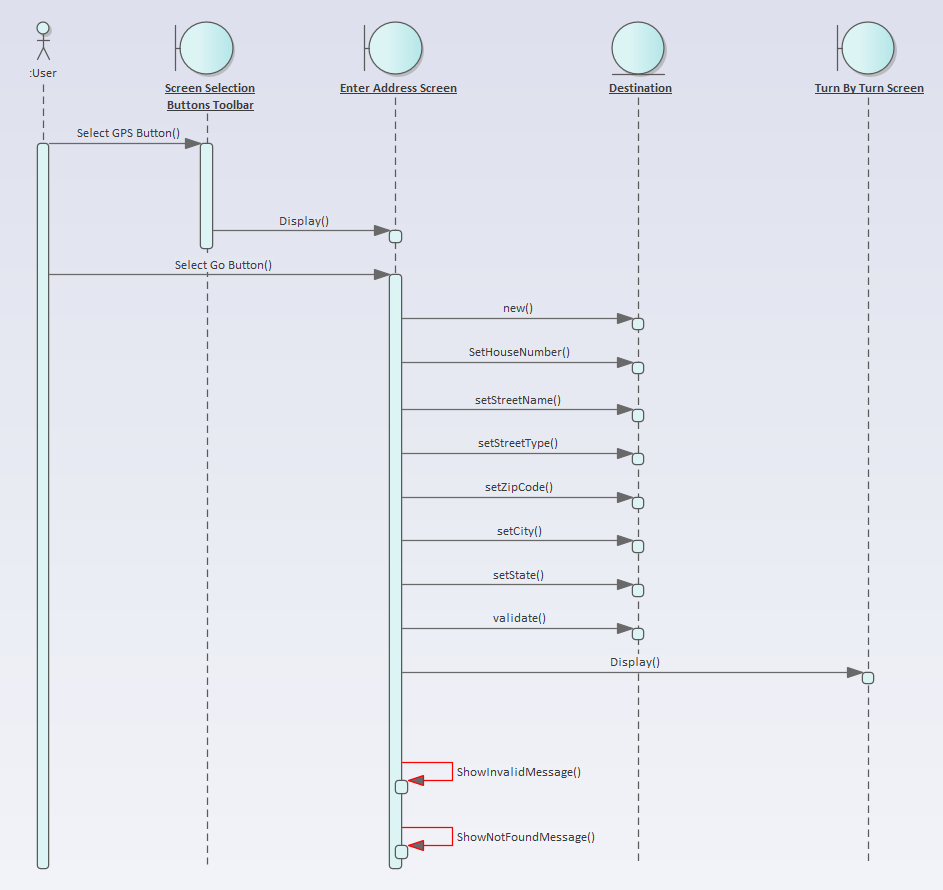 :User
Screen Selection
Buttons Toolbar
Enter Address Screen
Destination
Turn By Turn Screen
Select GPS Button()
Display()
Select Go Button()
new()
SetHouseNumber()
setStreetName()
setStreetType()
setZipCode()
setCity()
setState()
validate()
Display()
ShowInvalidMessage()
ShowNotFoundMessage()